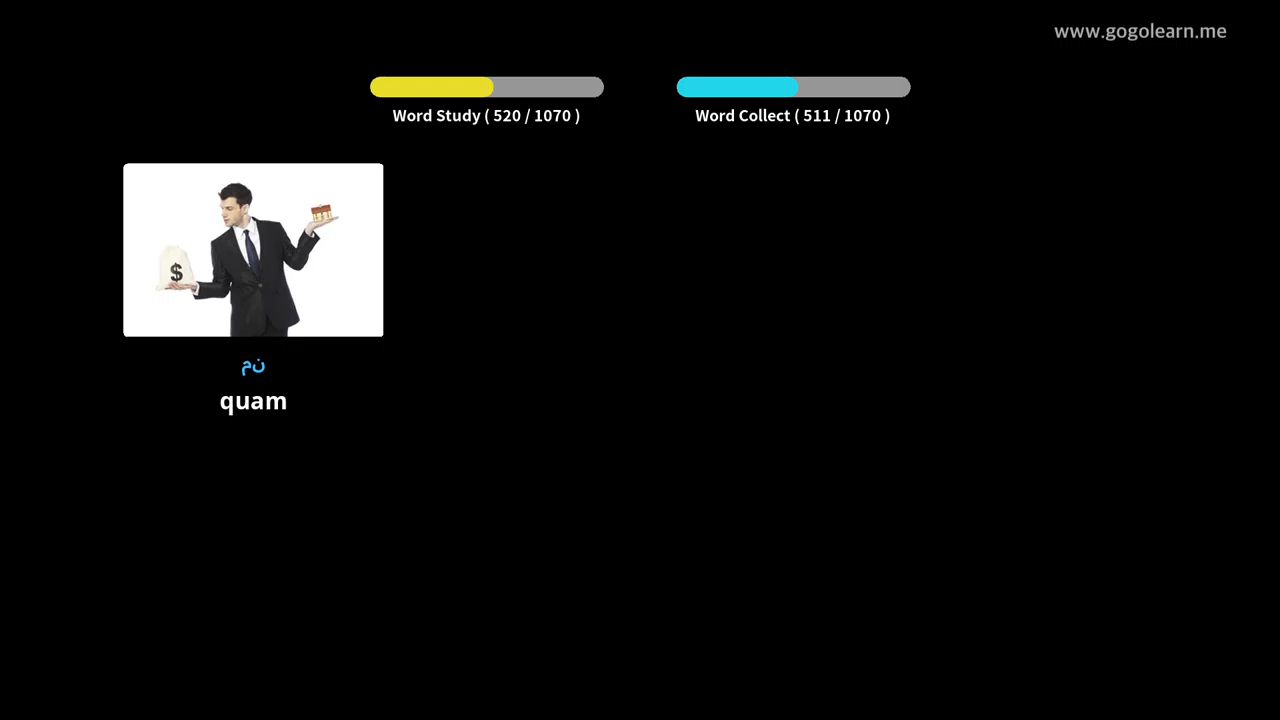 www.gogolearn.me
Word Study ( 520 / 1070 )
Word Collect ( 511 / 1070 )
$
من
quam